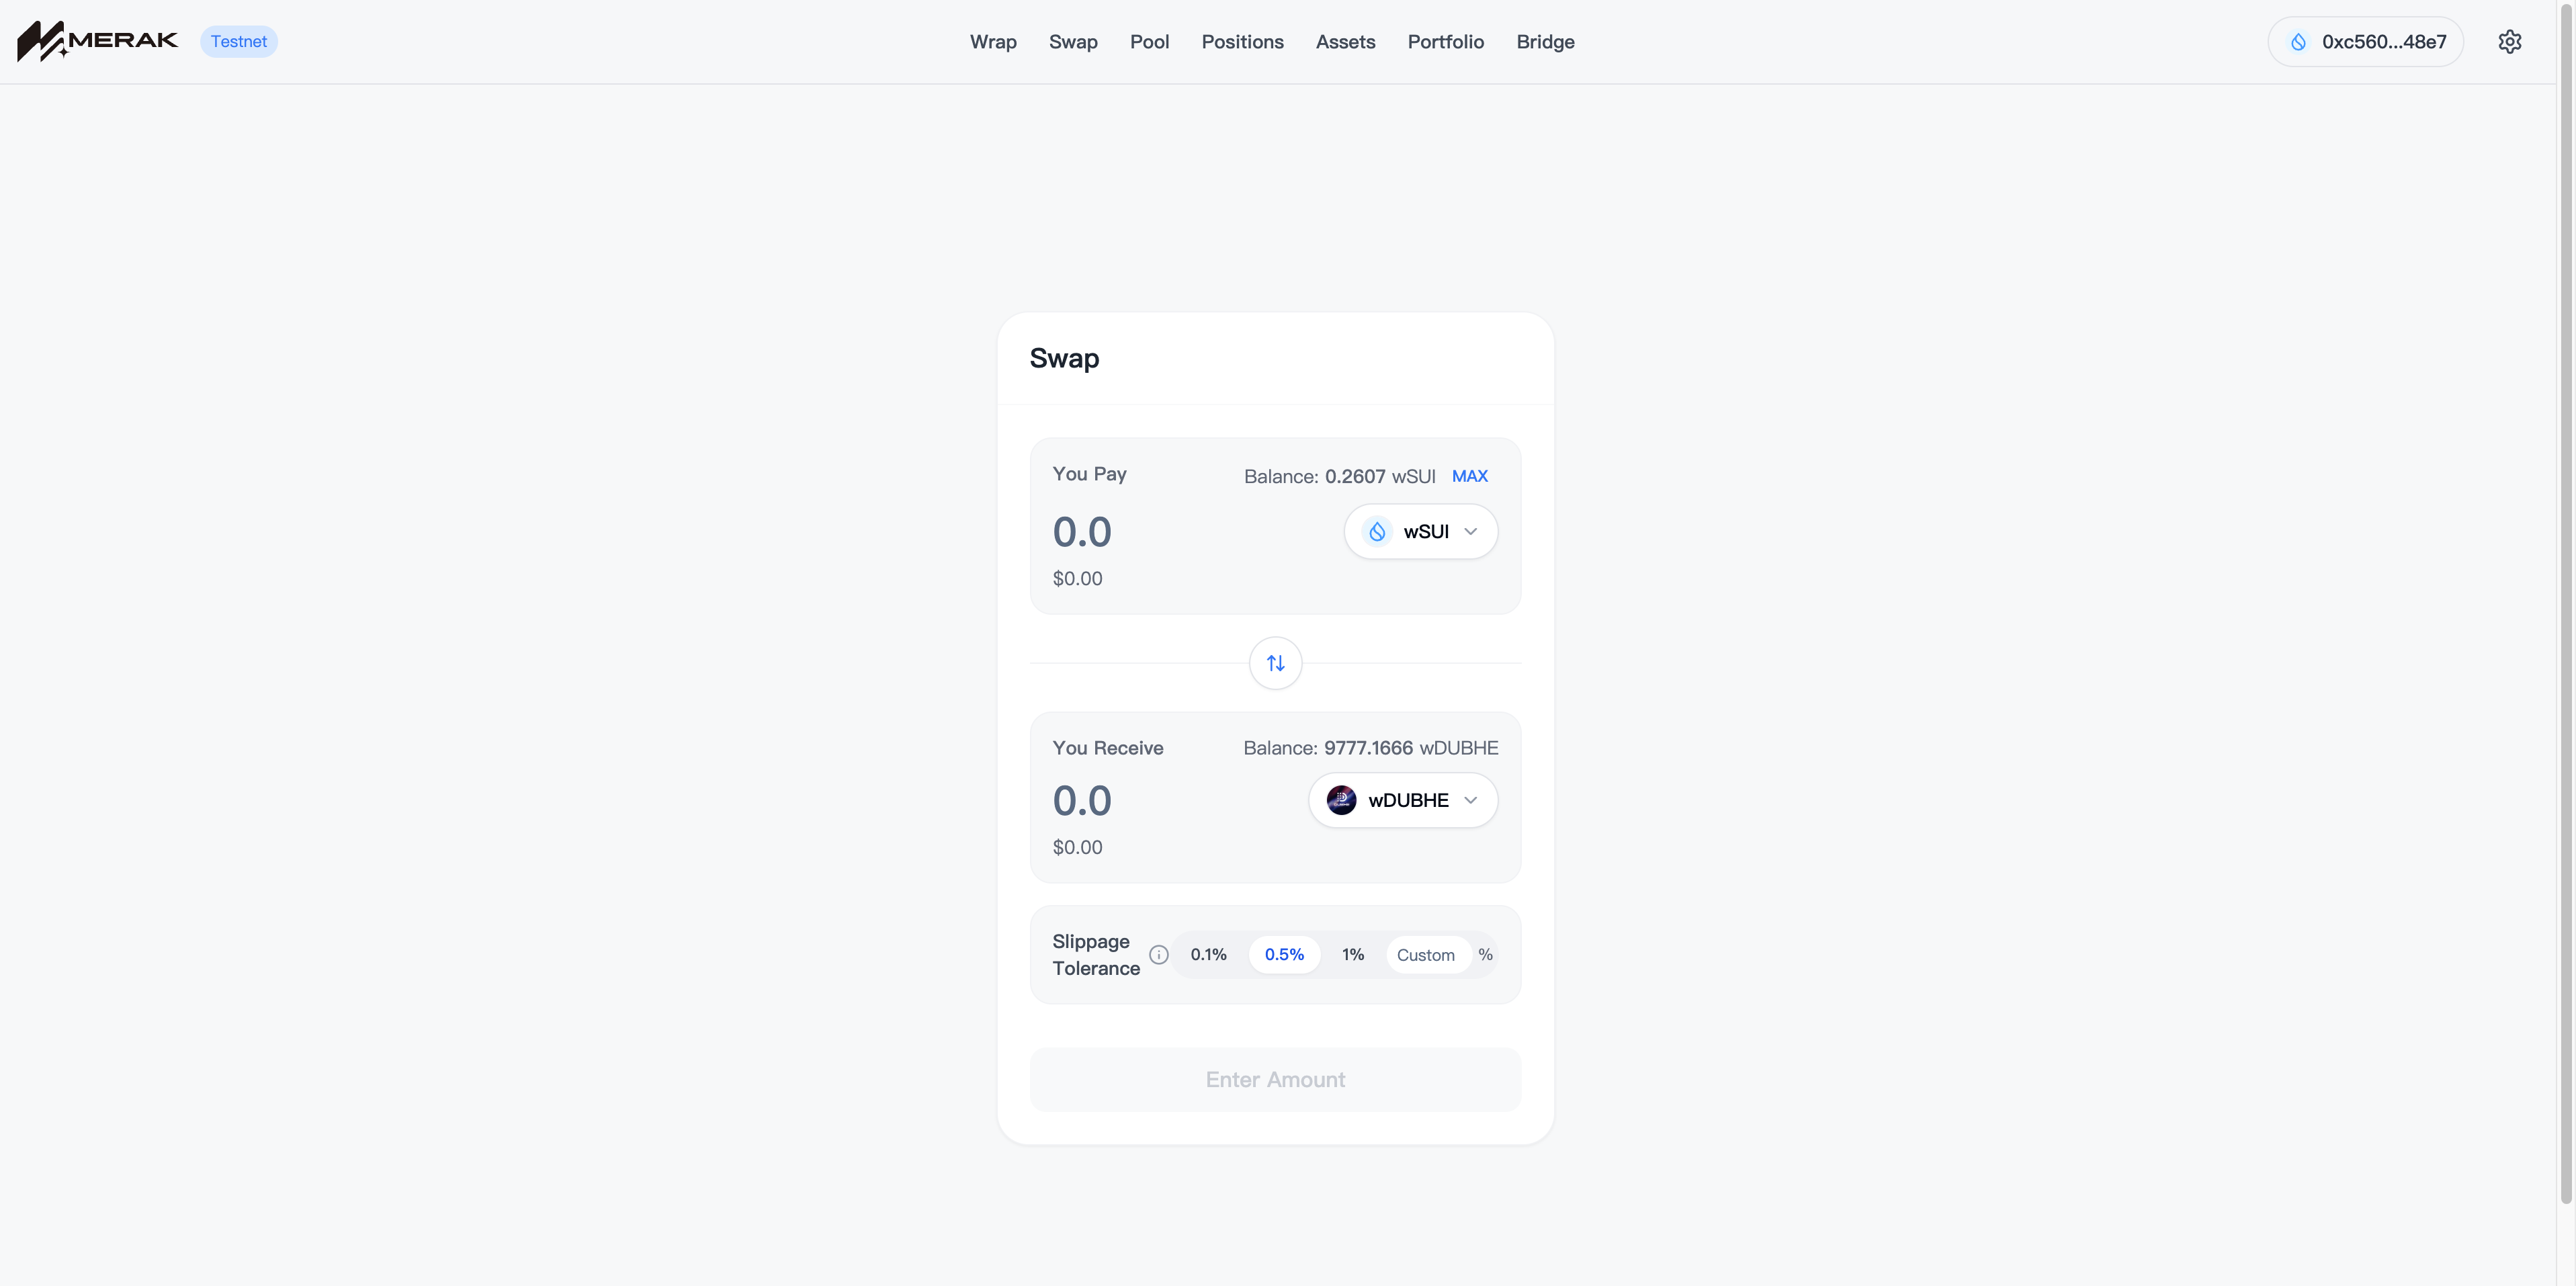 MERAK Testnet Wrap Swap Pool Positions Assets Portfolio Bridge 0xc560...48e7
Swap
You Pay Balance: 0.2607 wSUI MAX
0.0 wSUI
$0.00
You Receive Balance: 9777.1666 wDUBHE
0.0 wDUBHE
$0.00
Slippage
Tolerance 0.1% 0.5% 1% Custom %
Enter Amount